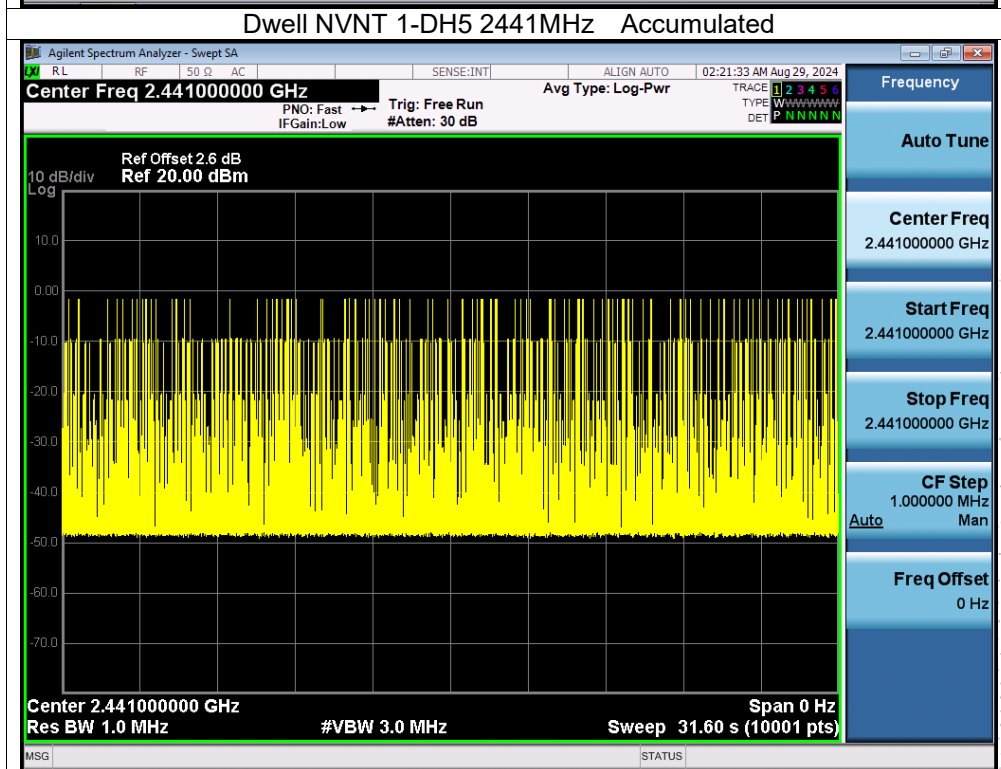 Dwell NVNT 1-DH5 2441MHz Accumulated
Agilent Spectrum Analyzer - Swept SA
LXI RL RF 50 Ω AC SENSE:INT ALIGN AUTO 02:21:33 AM Aug 29, 2024
Center Freq 2.441000000 GHz
PNO: Fast
IFGain:Low
Trig: Free Run
#Atten: 30 dB
Avg Type: Log-Pwr
TRACE 1 2 3 4 5 6
TYPE WWWWWWW
DET P N N N N N
Frequency
Auto Tune
Center Freq
2.441000000 GHz
Start Freq
2.441000000 GHz
Stop Freq
2.441000000 GHz
CF Step
1.000000 MHz
Auto Man
Freq Offset
0 Hz
Ref Offset 2.6 dB
10 dB/div Ref 20.00 dBm
Log
10.0
0.00
-10.0
-20.0
-30.0
-40.0
-50.0
-60.0
-70.0
Center 2.441000000 GHz Span 0 Hz
Res BW 1.0 MHz #VBW 3.0 MHz Sweep 31.60 s (10001 pts)
MSG STATUS